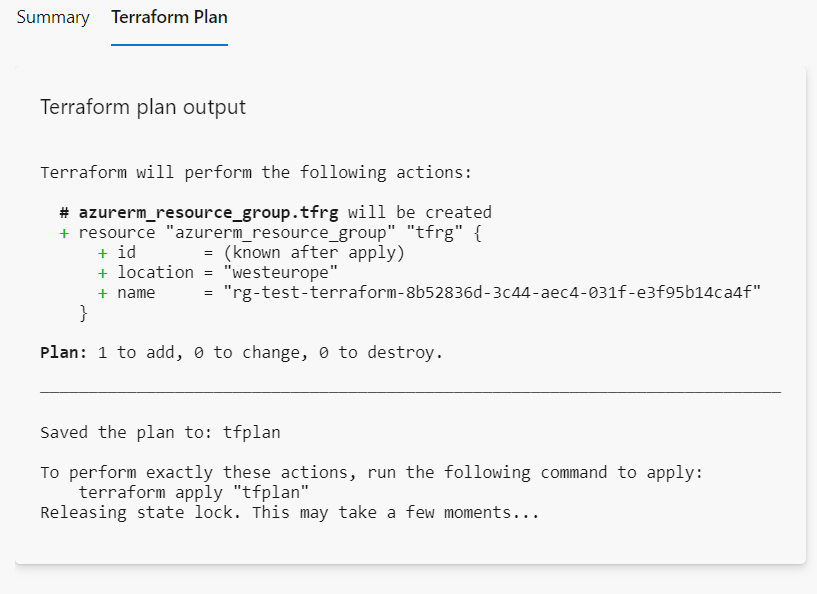 Summary Terraform Plan
Terraform plan output
Terraform will perform the following actions:
# azurerm_resource_group.tfrg will be created
+ resource "azurerm_resource_group" "tfrg" {
+ id = (known after apply)
+ location = "westeurope"
+ name = "rg-test-terraform-8b52836d-3c44-aec4-031f-e3f95b14ca4f"
}
Plan: 1 to add, 0 to change, 0 to destroy.
Saved the plan to: tfplan
To perform exactly these actions, run the following command to apply:
terraform apply "tfplan"
Releasing state lock. This may take a few moments...